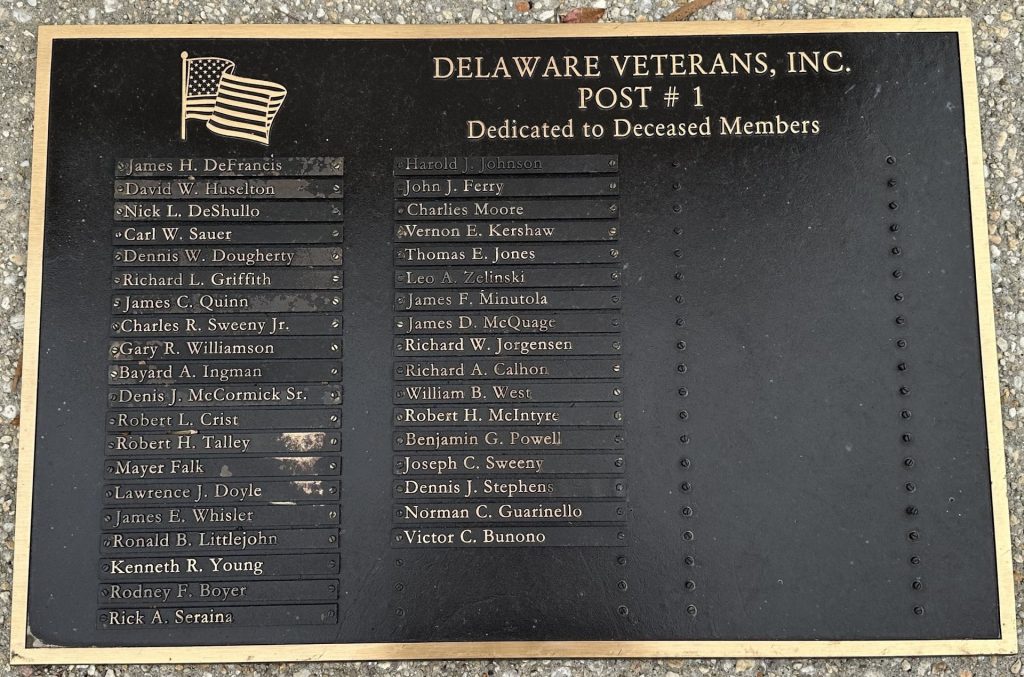 DELAWARE VETERANS, INC.
POST # 1
Dedicated to Deceased Members
James H. DeFrancis
David W. Huselton
Nick L. DeShullo
Carl W. Sauer
Dennis W. Dougherty
Richard L. Griffith
James C. Quinn
Charles R. Sweeny Jr.
Gary R. Williamson
Bayard A. Ingman
Denis J. McCormick Sr.
Robert L. Crist
Robert H. Talley
Mayer Falk
Lawrence J. Doyle
James E. Whisler
Ronald B. Littlejohn
Kenneth R. Young
Rodney F. Boyer
Rick A. Seraina
Harold J. Johnson
John J. Ferry
Charlies Moore
Vernon E. Kershaw
Thomas E. Jones
Leo A. Zelinski
James F. Minutola
James D. McQuage
Richard W. Jorgensen
Richard A. Calhon
William B. West
Robert H. McIntyre
Benjamin G. Powell
Joseph C. Sweeny
Dennis J. Stephens
Norman C. Guarinello
Victor C. Bunono